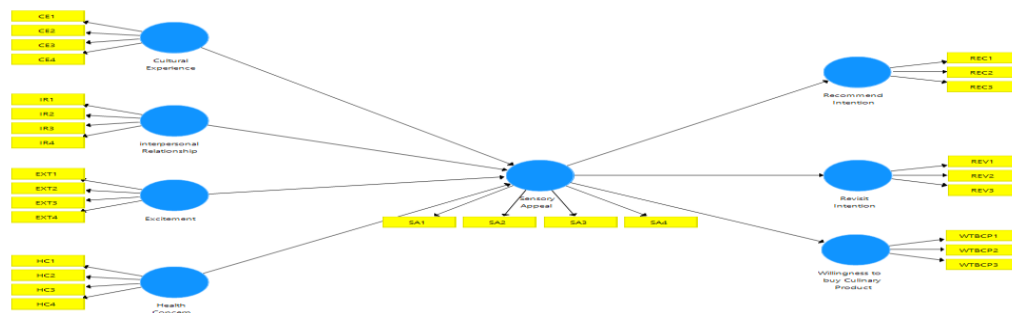 CE1
CE2
CE3
CE4
Cultural
Experience
IR1
IR2
IR3
IR4
Interpersonal
Relationship
EXT1
EXT2
EXT3
EXT4
Excitement
HC1
HC2
HC3
HC4
Health
Concern
Sensory
Appeal
SA1
SA2
SA3
SA4
REC1
REC2
REC3
Recommend
Intention
REV1
REV2
REV3
Revisit
Intention
WTBCP1
WTBCP2
WTBCP3
Willingness to
buy Culinary
Product